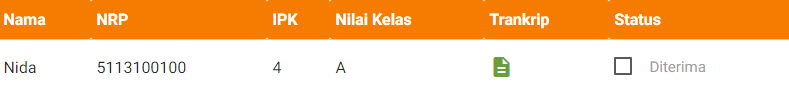 Nama NRP IPK Nilai Kelas Trankrip Status
Nida 5113100100 4 A Diterima